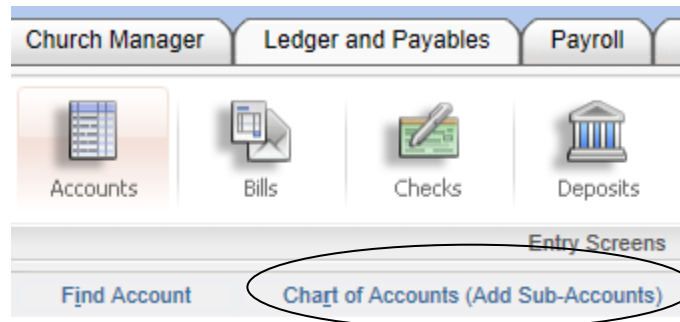 Church Manager Ledger and Payables Payroll
Accounts Bills Checks Deposits
Entry Screens
Find Account Chart of Accounts (Add Sub-Accounts)